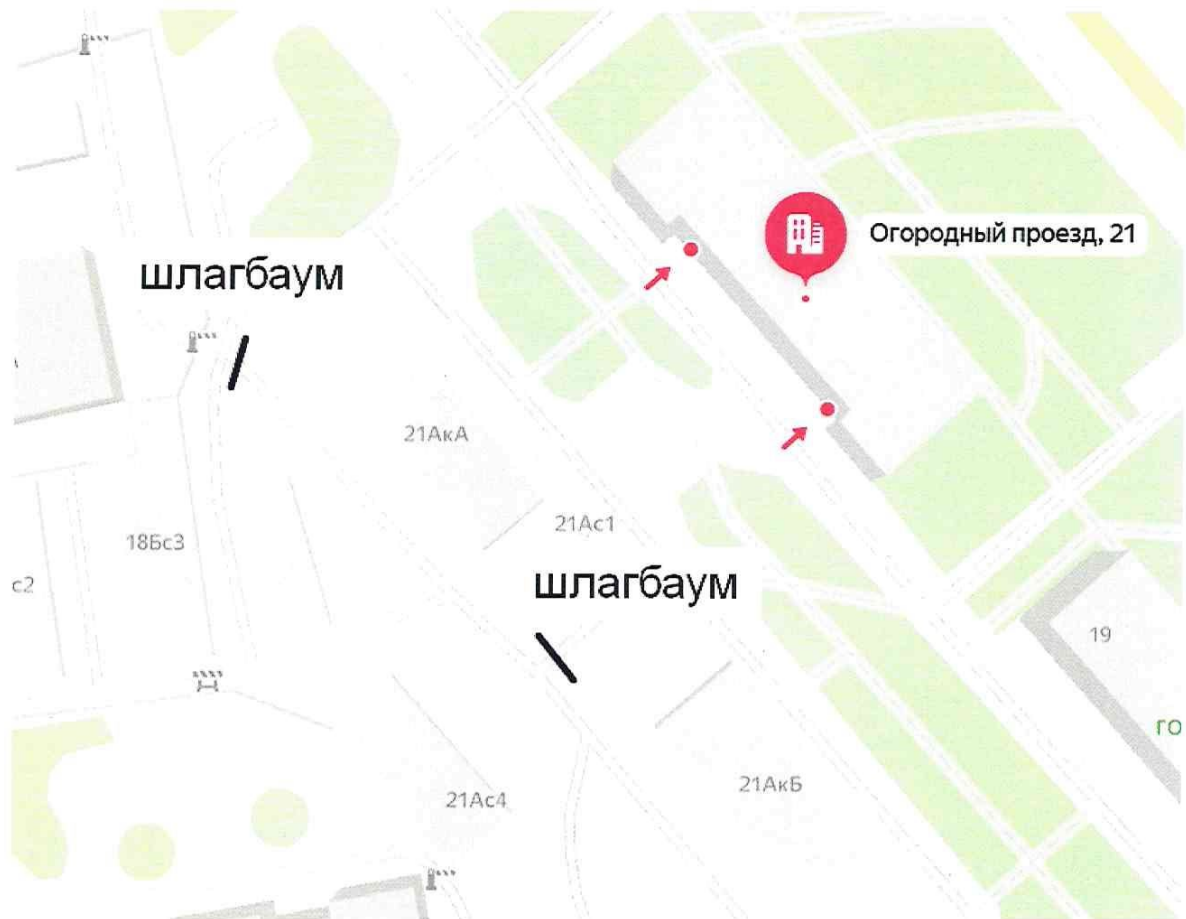 Огородный проезд, 21
шлагбаум
21АкА
21Ас1
18Бс3
шлагбаум
с2
19
го
21АкБ
21Ас4